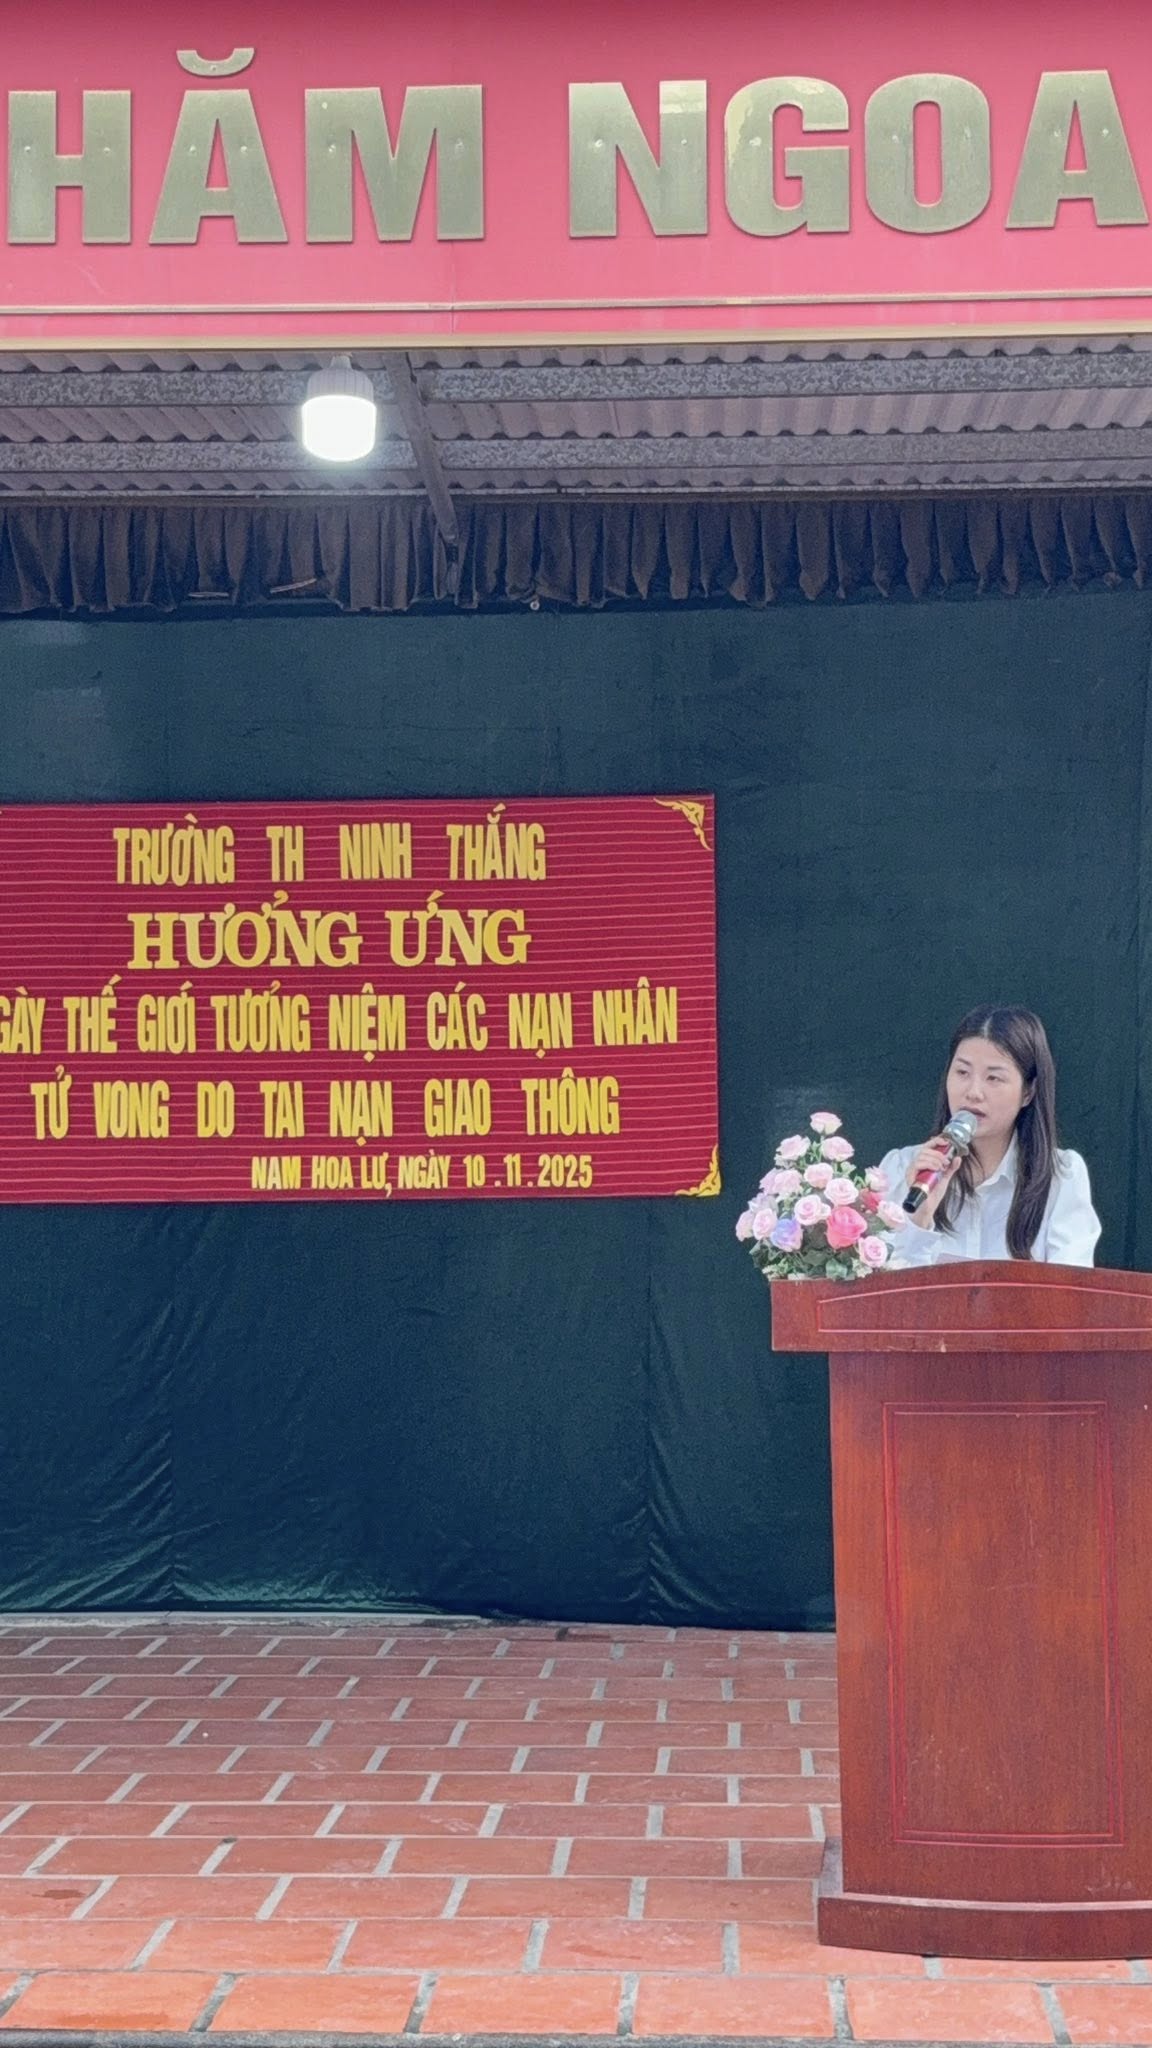 HĂM NGOA
TRƯỜNG TH NINH THẮNG
HƯỞNG ỨNG
GÀY THẾ GIỚI TƯỞNG NIỆM CÁC NẠN NHÂN
TỬ VONG DO TAI NẠN GIAO THÔNG
NAM HOA LƯ, NGÀY 10.11.2025